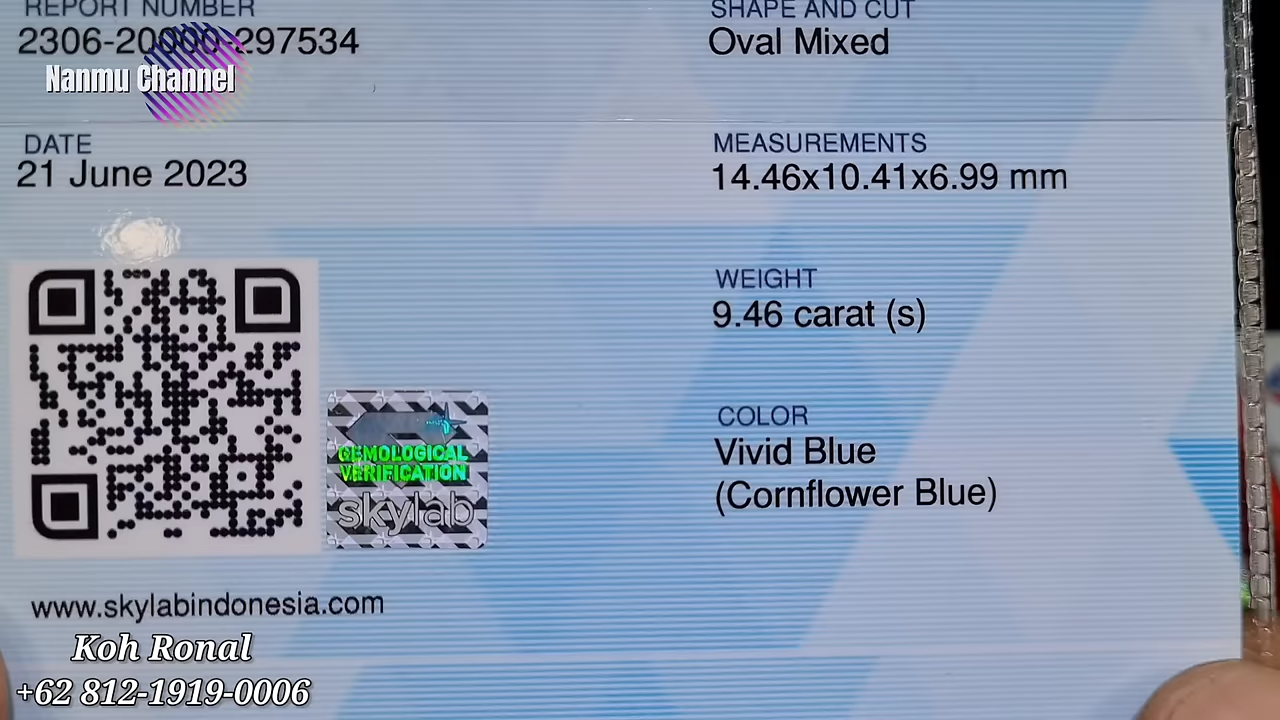 REPORT NUMBER
2306-20000-297534
Nanmu Channel
DATE
21 June 2023
GEMOLOGICAL
VERIFICATION
skylab
www.skylabindonesia.com
Koh Ronal
+62 812-1919-0006
SHAPE AND CUT
Oval Mixed
MEASUREMENTS
14.46x10.41x6.99 mm
WEIGHT
9.46 carat (s)
COLOR
Vivid Blue
(Cornflower Blue)